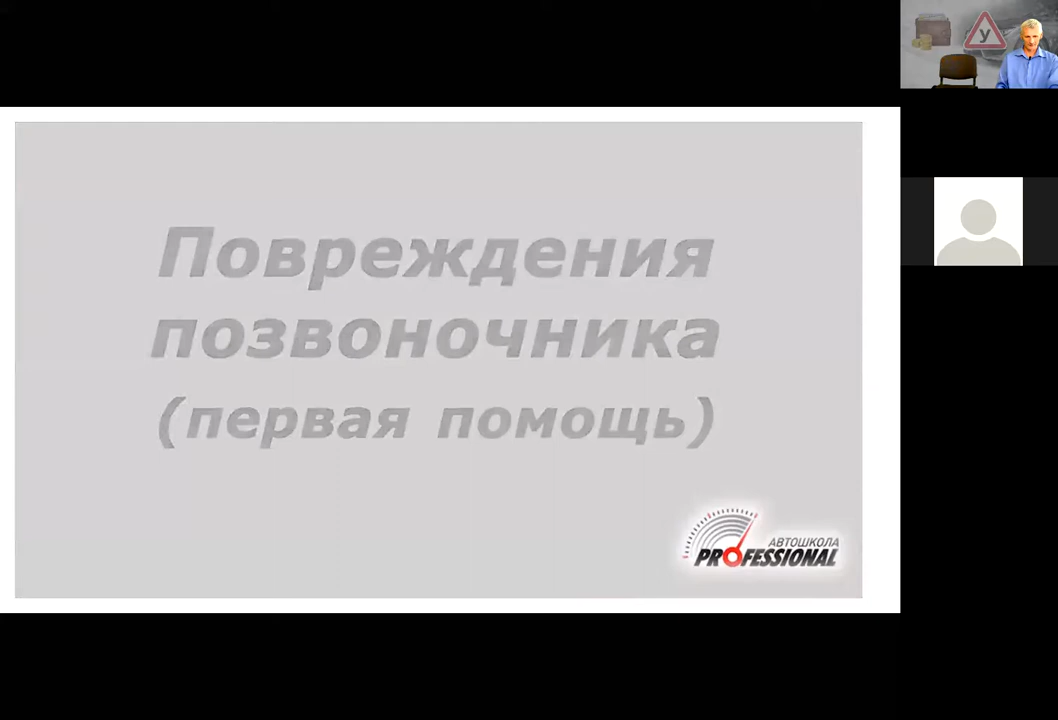 У
Повреждения
позвоночника
(первая помощь)
АВТОШКОЛА
PROFESSIONAL